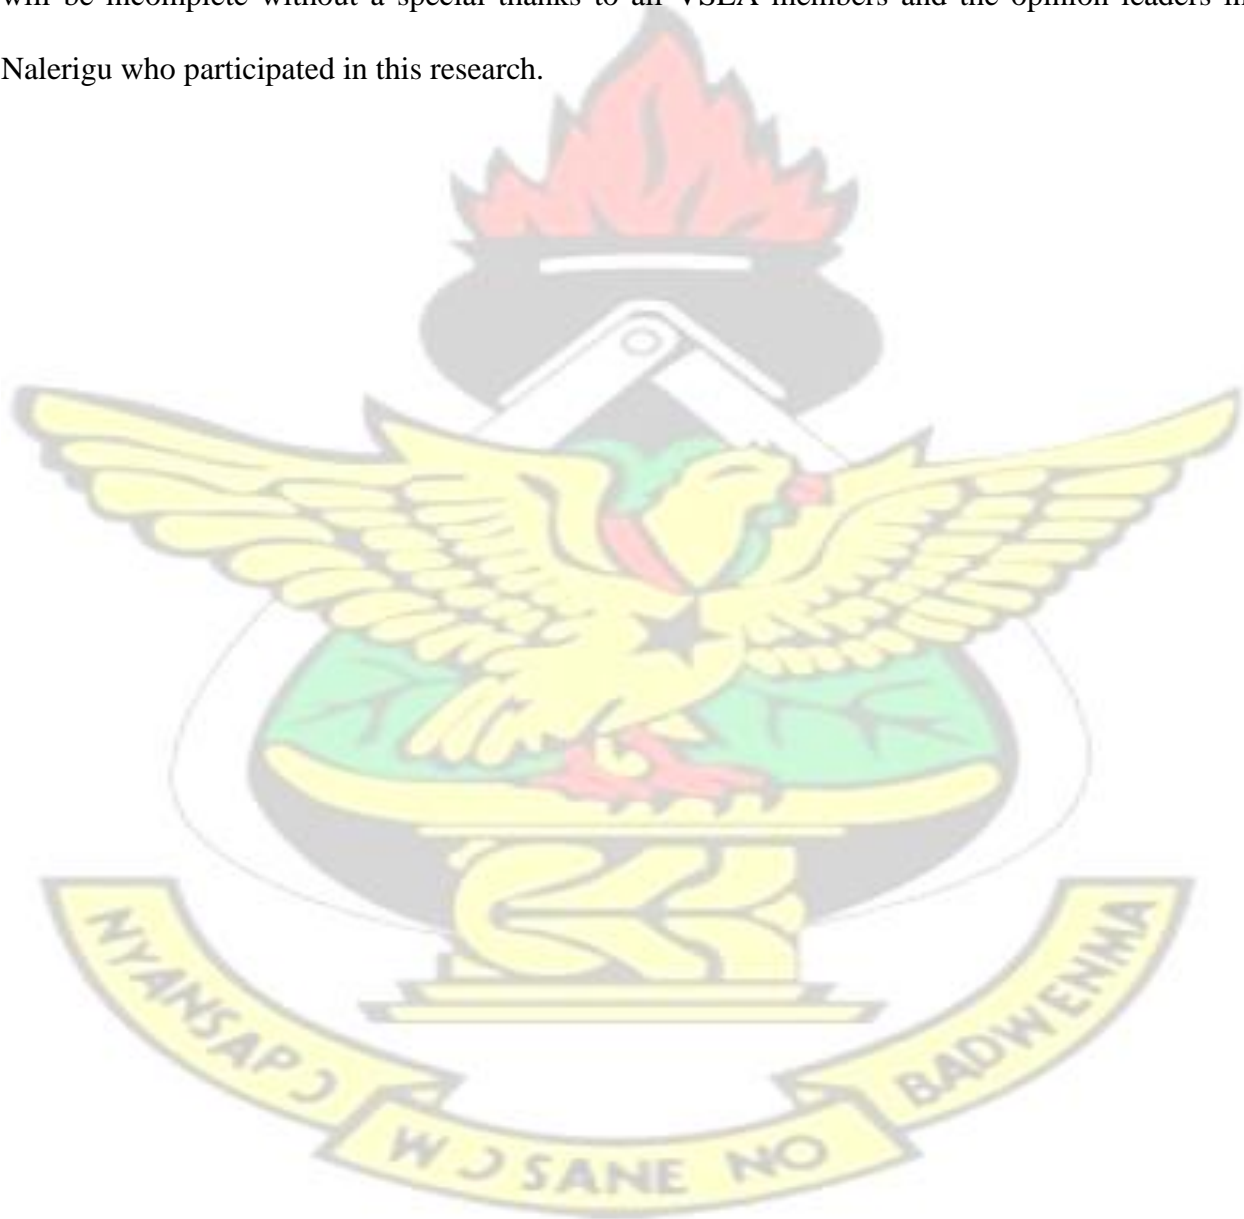 will be incomplete without a special thanks to all VSLA members and the opinion leaders in
Nalerigu who participated in this research.
NYANSAPƆ
WƆSANE NO
BADWENMA